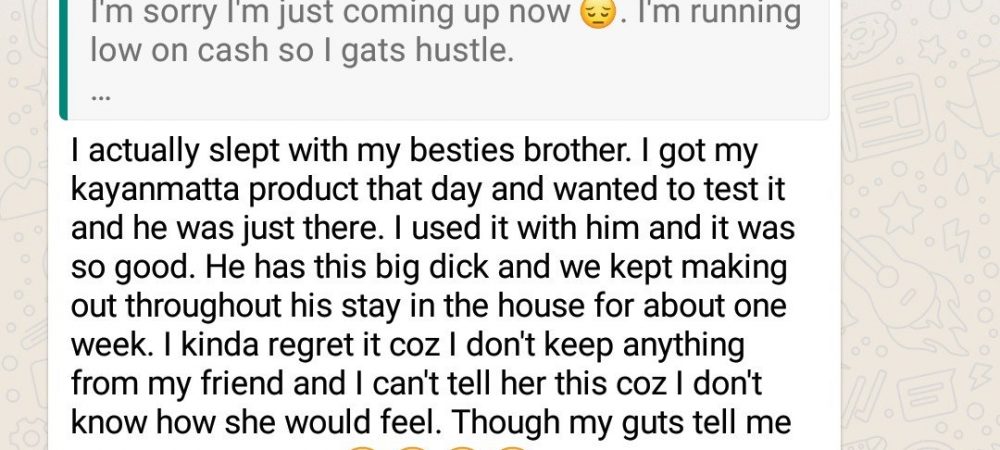 I'm sorry I'm just coming up now 😔. I'm running
low on cash so I gats hustle.
...
I actually slept with my besties brother. I got my
kayanmatta product that day and wanted to test it
and he was just there. I used it with him and it was
so good. He has this big dick and we kept making
out throughout his stay in the house for about one
week. I kinda regret it coz I don't keep anything
from my friend and I can't tell her this coz I don't
know how she would feel. Though my guts tell me